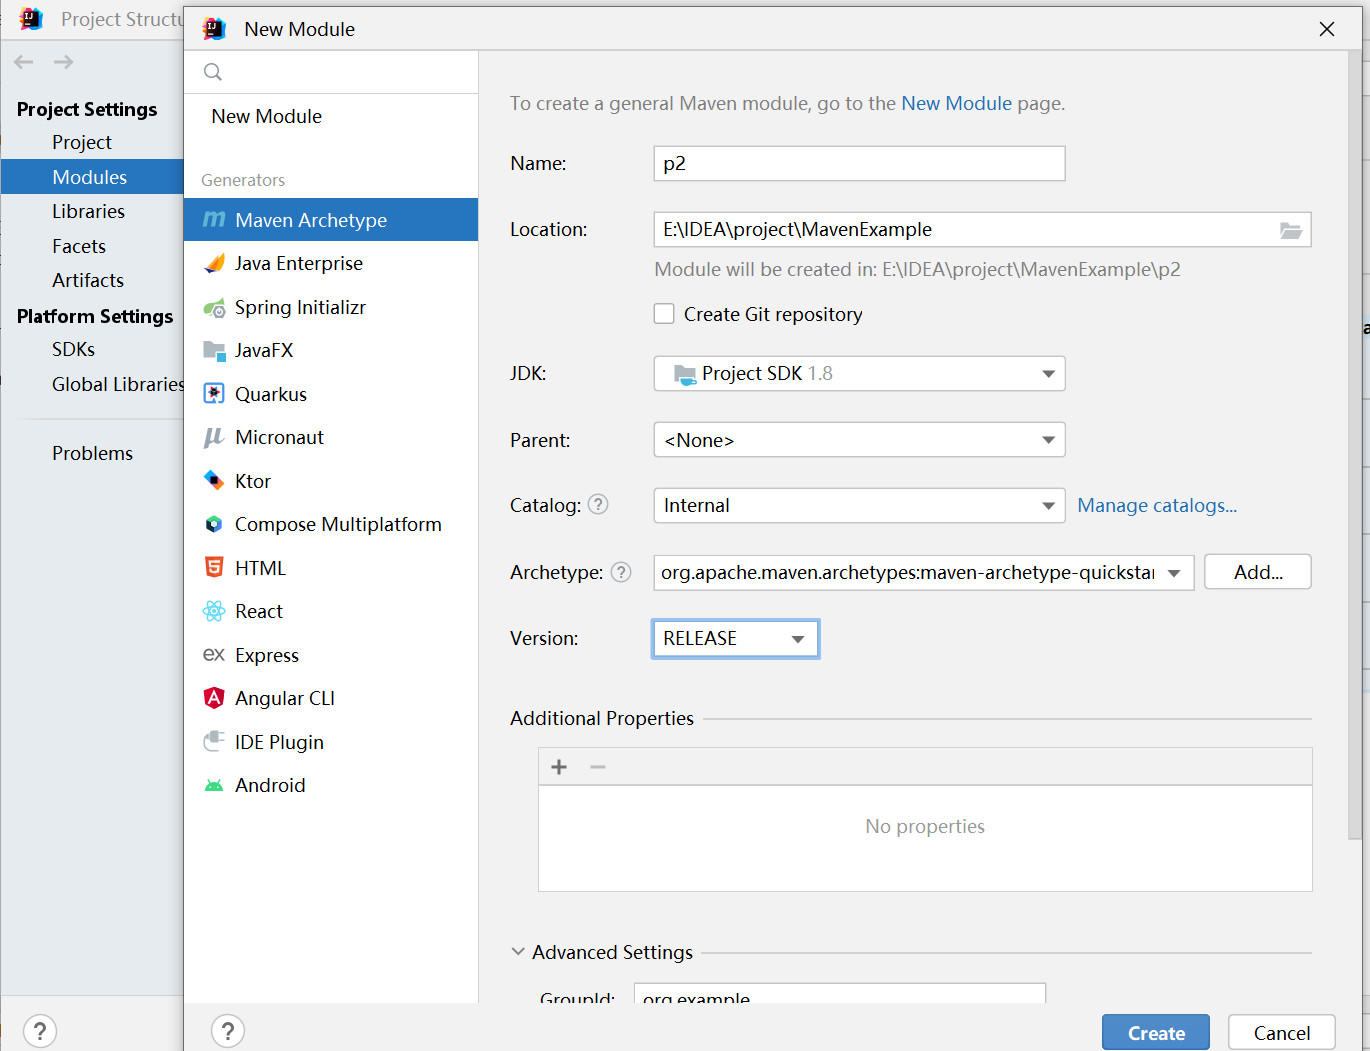 Project Structu
Project Settings
Project
Modules
Libraries
Facets
Artifacts
Platform Settings
SDKs
Global Libraries
Problems
?
New Module
New Module
Generators
Maven Archetype
Java Enterprise
Spring Initializr
JavaFX
Quarkus
Micronaut
Ktor
Compose Multiplatform
HTML
React
Express
Angular CLI
IDE Plugin
Android
?
To create a general Maven module, go to the New Module page.
Name: p2
Location: E:\IDEA\project\MavenExample
Module will be created in: E:\IDEA\project\MavenExample\p2
Create Git repository
JDK: Project SDK 1.8
Parent: <None>
Catalog: ? Internal Manage catalogs...
Archetype: ? org.apache.maven.archetypes:maven-archetype-quickstar Add...
Version: RELEASE
Additional Properties
+ −
No properties
Advanced Settings
GroupId: org.example
Create Cancel